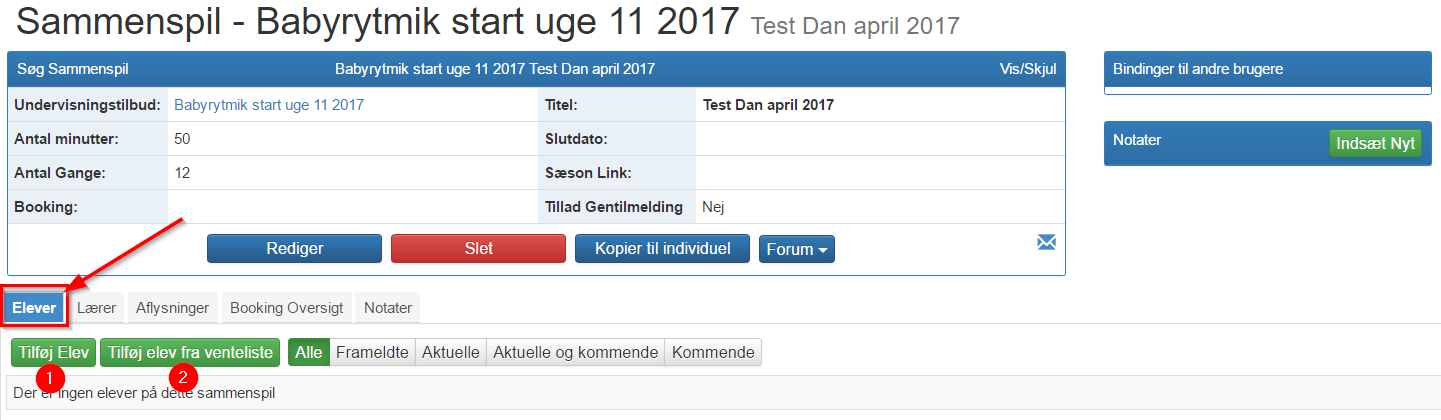 Sammenspil - Babyrytmik start uge 11 2017 Test Dan april 2017
Søg Sammenspil Babyrytmik start uge 11 2017 Test Dan april 2017 Vis/Skjul
Undervisningstilbud: Babyrytmik start uge 11 2017 Titel: Test Dan april 2017
Antal minutter: 50 Slutdato:
Antal Gange: 12 Sæson Link:
Booking: Tillad Gentilmelding Nej
Rediger Slet Kopier til individuel Forum
Bindinger til andre brugere
Notater Indsæt Nyt
Elever Lærer Aflysninger Booking Oversigt Notater
Tilføj Elev Tilføj elev fra venteliste Alle Frameldte Aktuelle Aktuelle og kommende Kommende
1 2
Der er ingen elever på dette sammenspil